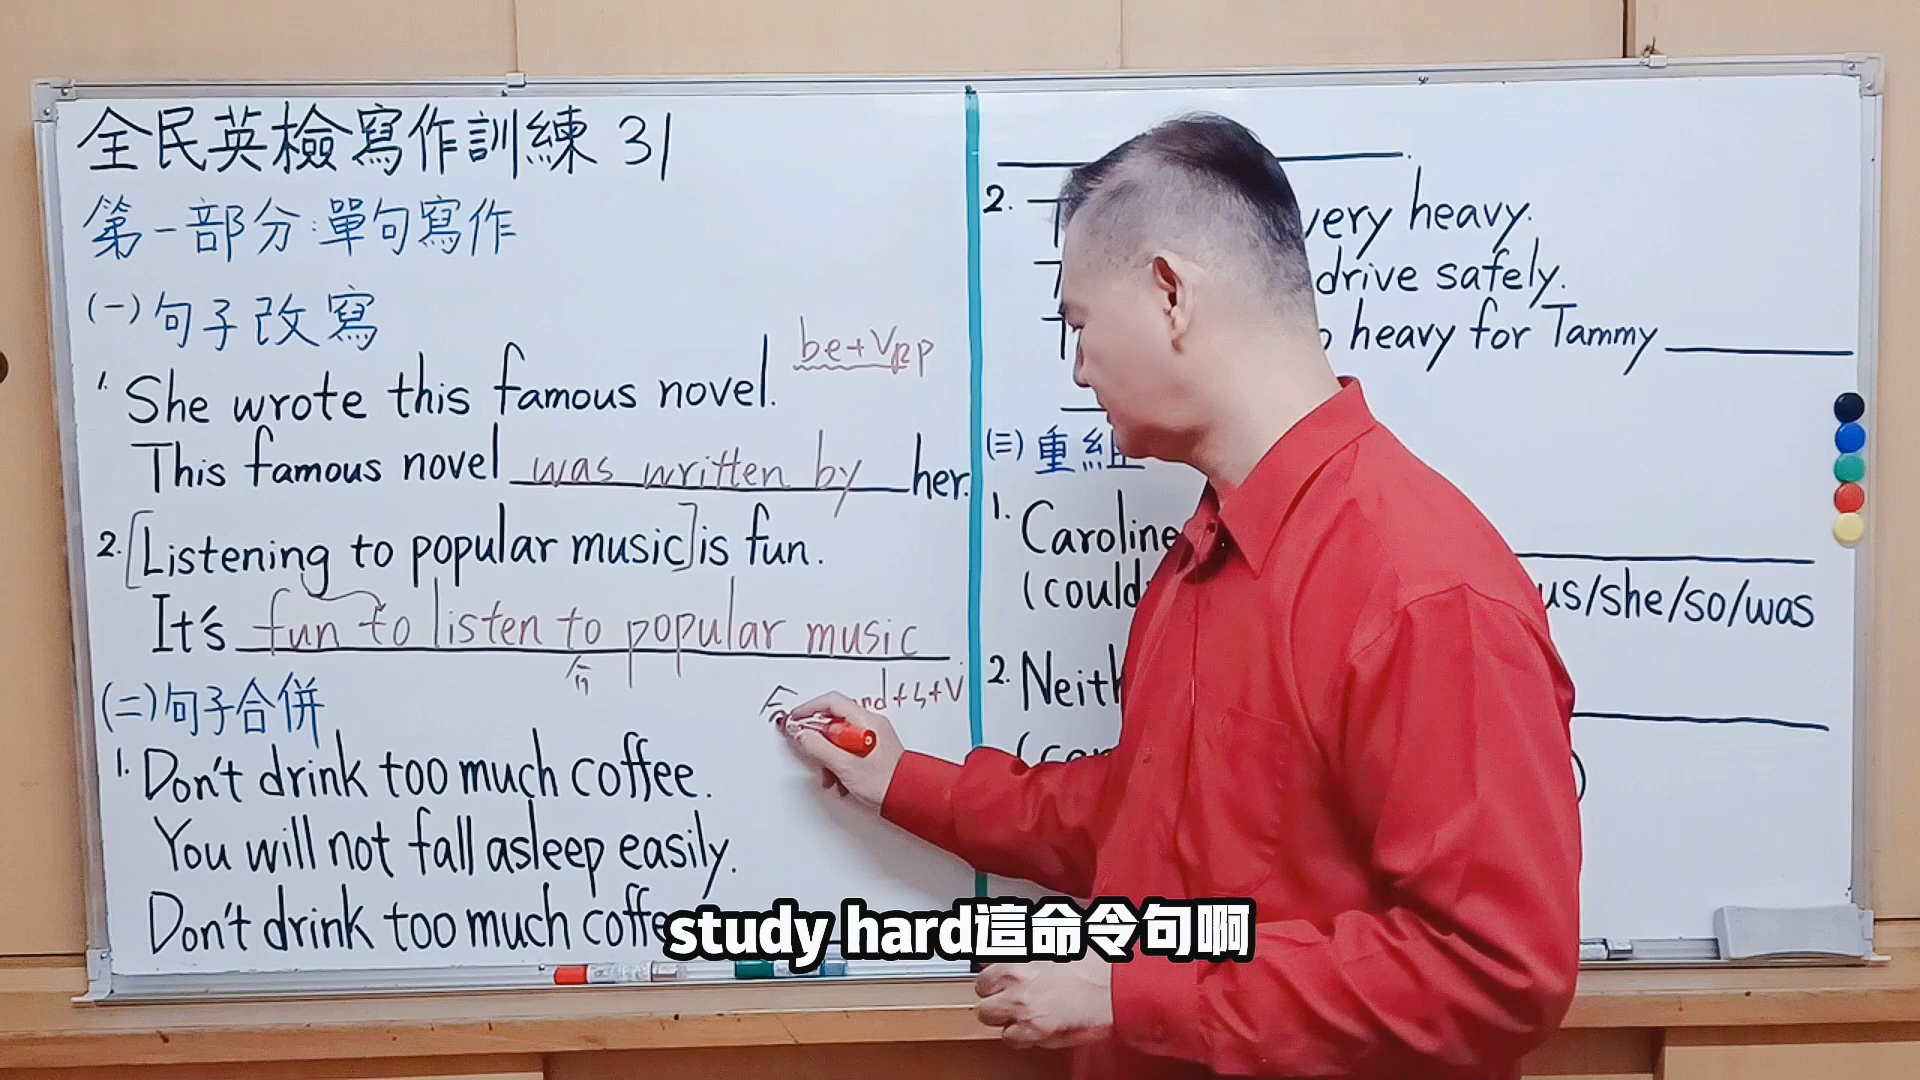 全民英檢寫作訓練 31
第一部分:單句寫作
(一)句子改寫
be+Vpp
1. She wrote this famous novel.
This famous novel was written by her.
2. [Listening to popular music] is fun.
It's fun to listen to popular music
(二)句子合併
nd+S+V
1. Don't drink too much coffee.
You will not fall asleep easily.
Don't drink too much coffe
2.
very heavy.
drive safely.
heavy for Tammy
(三)重組
1. Caroline
(could us/she/so/was
2. Neith
study hard這命令句啊